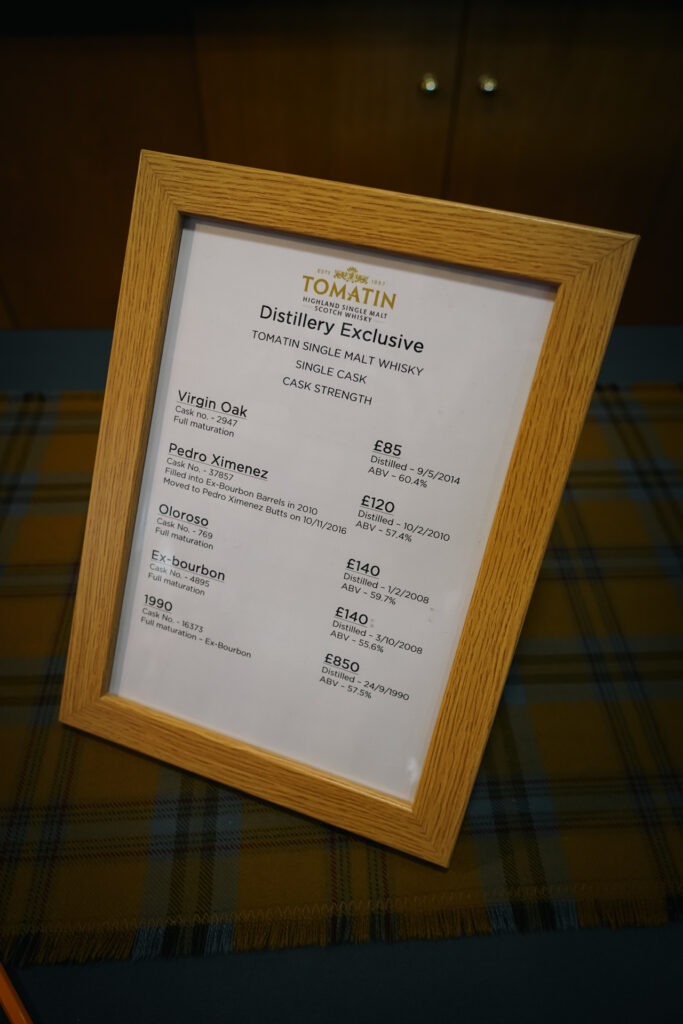 ESTD 1897
TOMATIN
HIGHLAND SINGLE MALT
SCOTCH WHISKY
Distillery Exclusive
TOMATIN SINGLE MALT WHISKY
SINGLE CASK
CASK STRENGTH
Virgin Oak
Cask no. - 2947
Full maturation
£85
Distilled – 9/5/2014
ABV – 60.4%
Pedro Ximenez
Cask No. - 37857
Filled into Ex-Bourbon Barrels in 2010
Moved to Pedro Ximenez Butts on 10/11/2016
£120
Distilled – 10/2/2010
ABV – 57.4%
Oloroso
Cask No. - 769
Full maturation
£140
Distilled – 1/2/2008
ABV – 59.7%
Ex-bourbon
Cask No. - 4895
Full maturation
£140
Distilled – 3/10/2008
ABV – 55.6%
1990
Cask No. - 16373
Full maturation – Ex-Bourbon
£850
Distilled – 24/9/1990
ABV – 57.5%